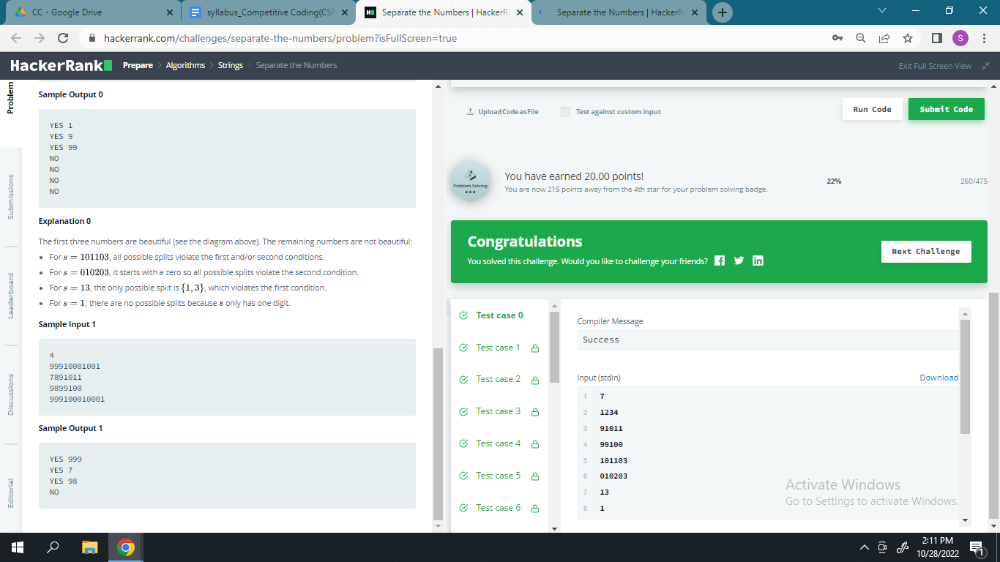 CC - Google Drive
syllabus_Competitive Coding(CSF
Separate the Numbers | HackerR
Separate the Numbers | HackerR
hackerrank.com/challenges/separate-the-numbers/problem?isFullScreen=true
S
HackerRank
Prepare > Algorithms > Strings > Separate the Numbers
Exit Full Screen View
Problem
Submissions
Leaderboard
Discussions
Editorial
Sample Output 0
YES 1
YES 9
YES 99
NO
NO
NO
NO
Explanation 0
The first three numbers are beautiful (see the diagram above). The remaining numbers are not beautiful:
• For s = 101103, all possible splits violate the first and/or second conditions.
• For s = 010203, it starts with a zero so all possible splits violate the second condition.
• For s = 13, the only possible split is {1, 3}, which violates the first condition.
• For s = 1, there are no possible splits because s only has one digit.
Sample Input 1
4
99910001001
7891011
9899100
999100010001
Sample Output 1
YES 999
YES 7
YES 98
NO
Upload Code as File
Test against custom input
Run Code
Submit Code
Problem Solving
You have earned 20.00 points!
You are now 215 points away from the 4th star for your problem solving badge.
22%
260/475
Congratulations
You solved this challenge. Would you like to challenge your friends?
Next Challenge
Test case 0
Test case 1
Test case 2
Test case 3
Test case 4
Test case 5
Test case 6
Compiler Message
Success
Input (stdin)
Download
1 7
2 1234
3 91011
4 99100
5 101103
6 010203
7 13
8 1
Activate Windows
Go to Settings to activate Windows.
2:11 PM
10/28/2022
1